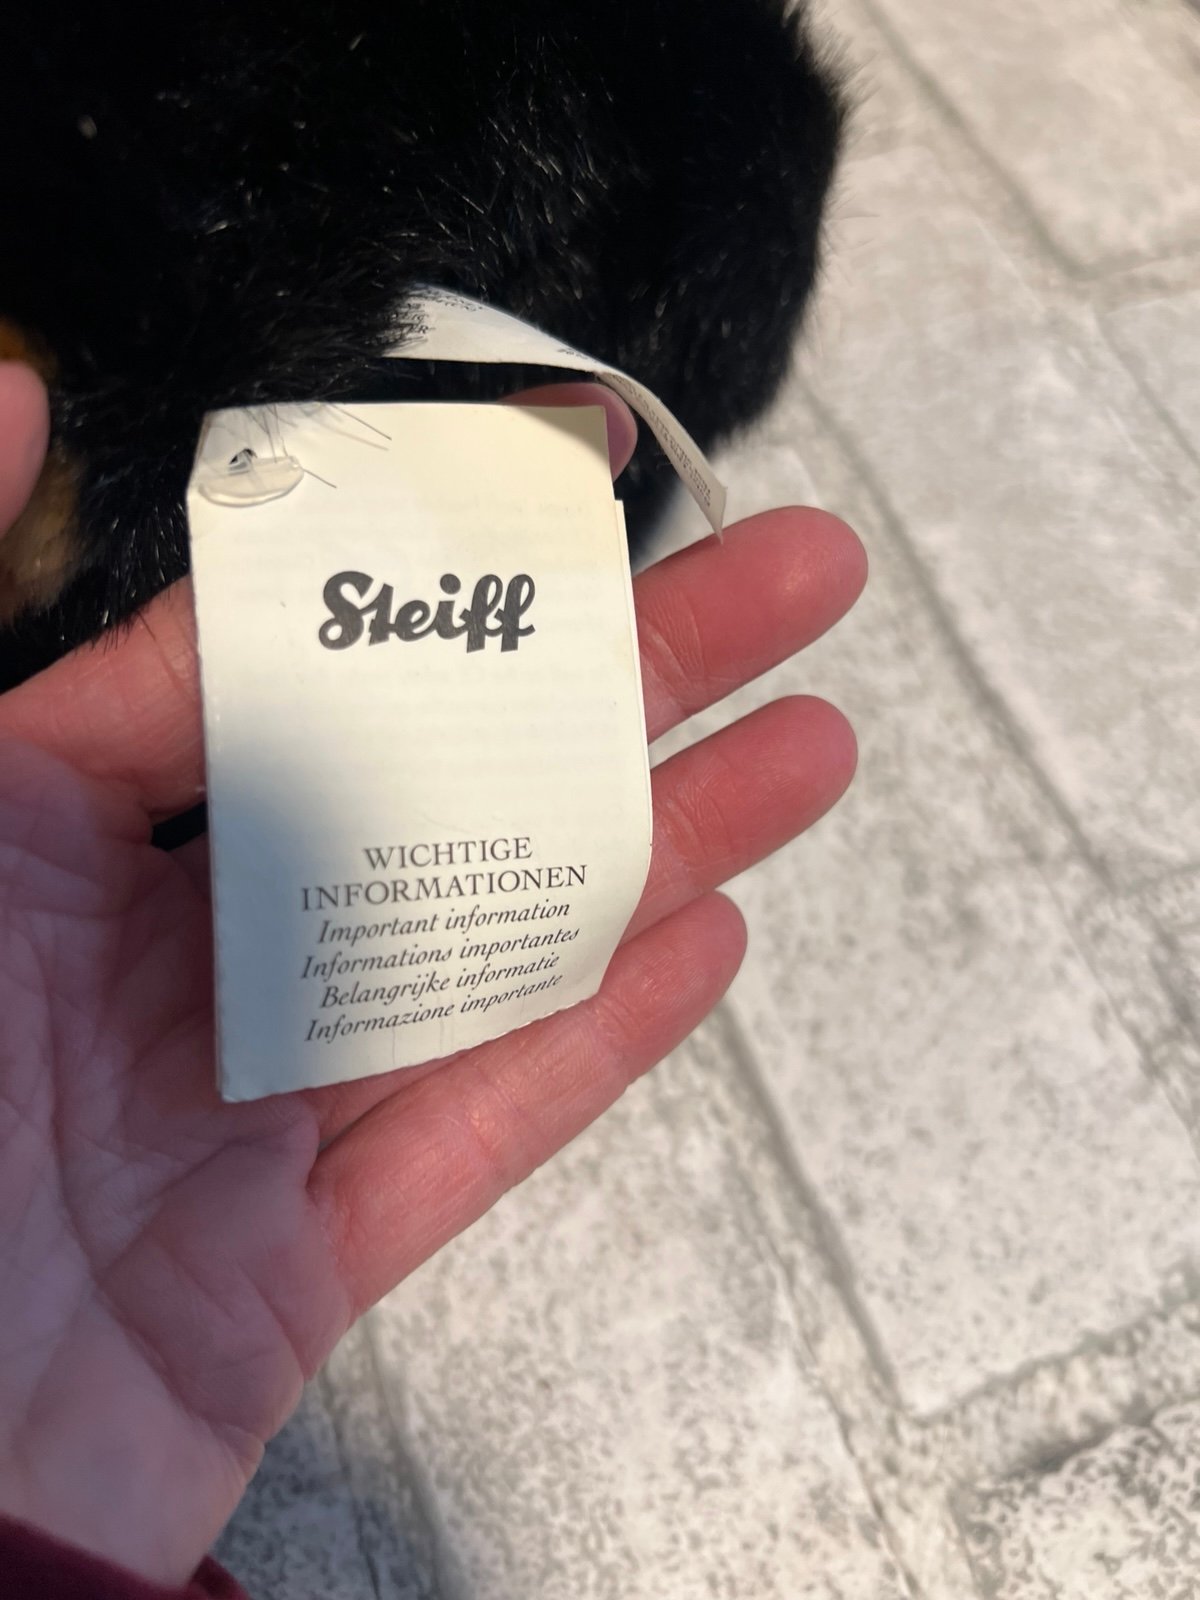 Steiff
WICHTIGE
INFORMATIONEN
Important information
Informations importantes
Belangrijke informatie
Informazione importante